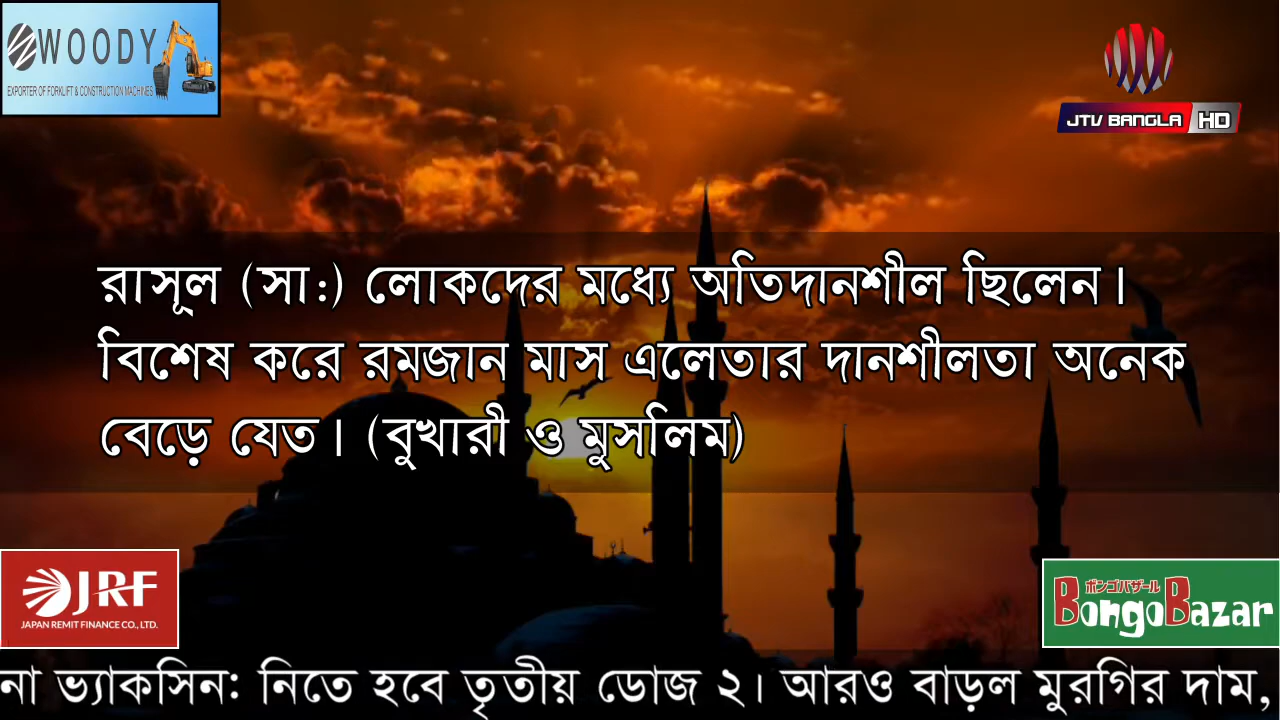 WOODY
EXPORTER OF FORKLIFT & CONSTRUCTION MACHINES
JTV BANGLA HD
রাসূল (সা:) লোকদের মধ্যে অতিদানশীল ছিলেন।
বিশেষ করে রমজান মাস এলেতার দানশীলতা অনেক
বেড়ে যেত। (বুখারী ও মুসলিম)
JRF
JAPAN REMIT FINANCE CO., LTD.
ボンゴバザール
BongoBazar
না ভ্যাকসিন: নিতে হবে তৃতীয় ডোজ ২। আরও বাড়ল মুরগির দাম,